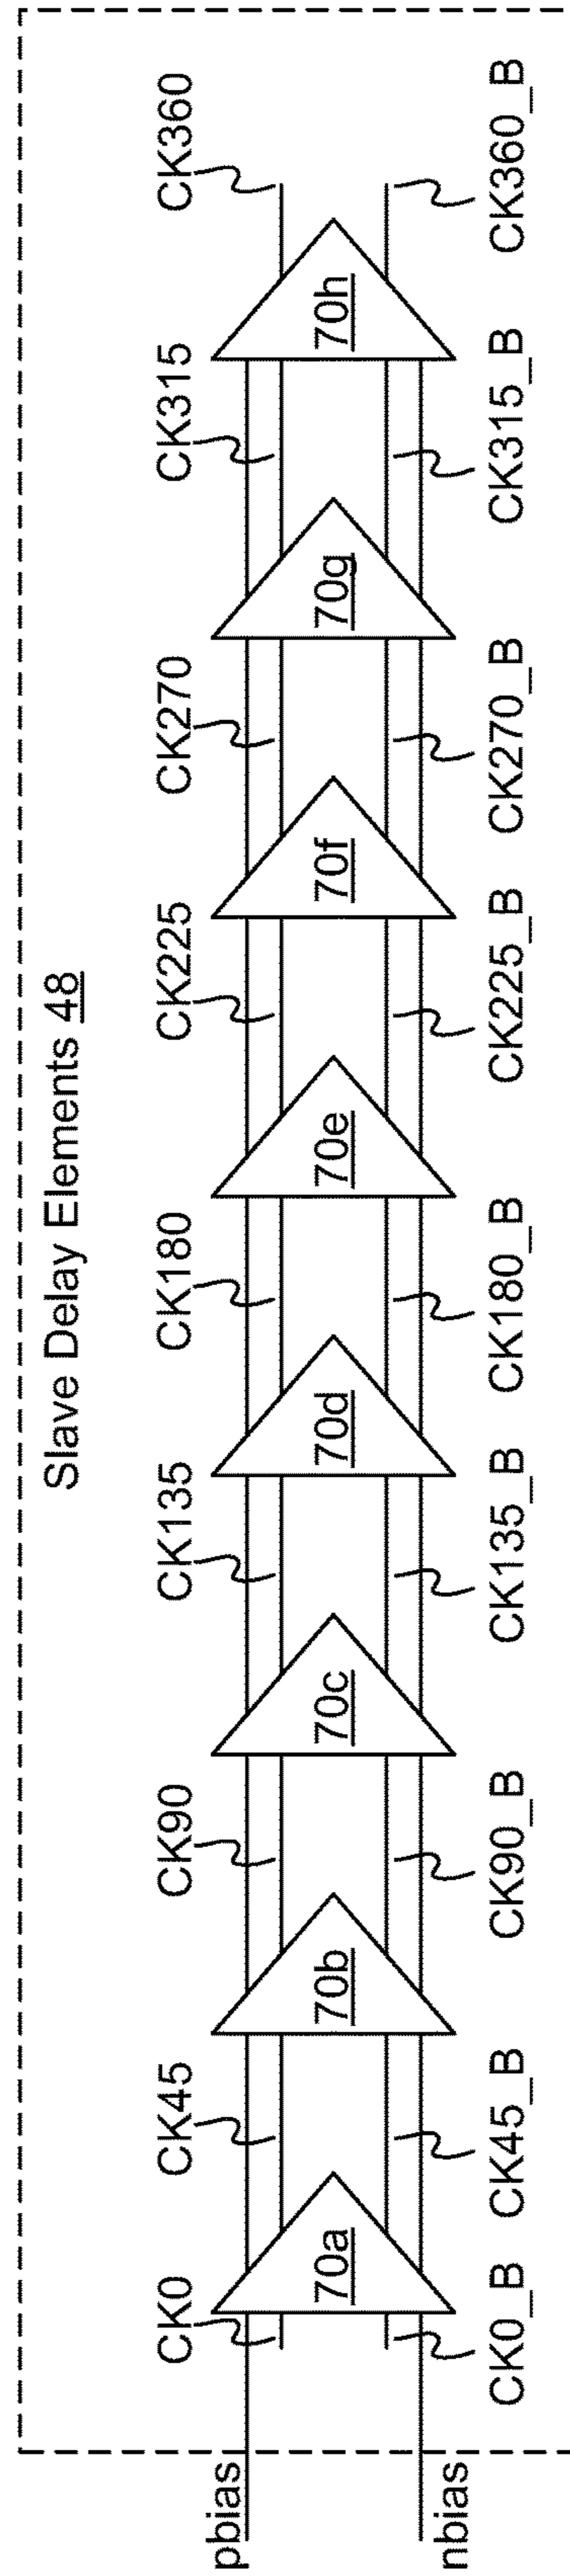 Slave Delay Elements 48
CK0 CK45 CK90 CK135 CK180 CK225 CK270 CK315 CK360
pbias
70a 70b 70c 70d 70e 70f 70g 70h
nbias
CK0_B CK45_B CK90_B CK135_B CK180_B CK225_B CK270_B CK315_B CK360_B